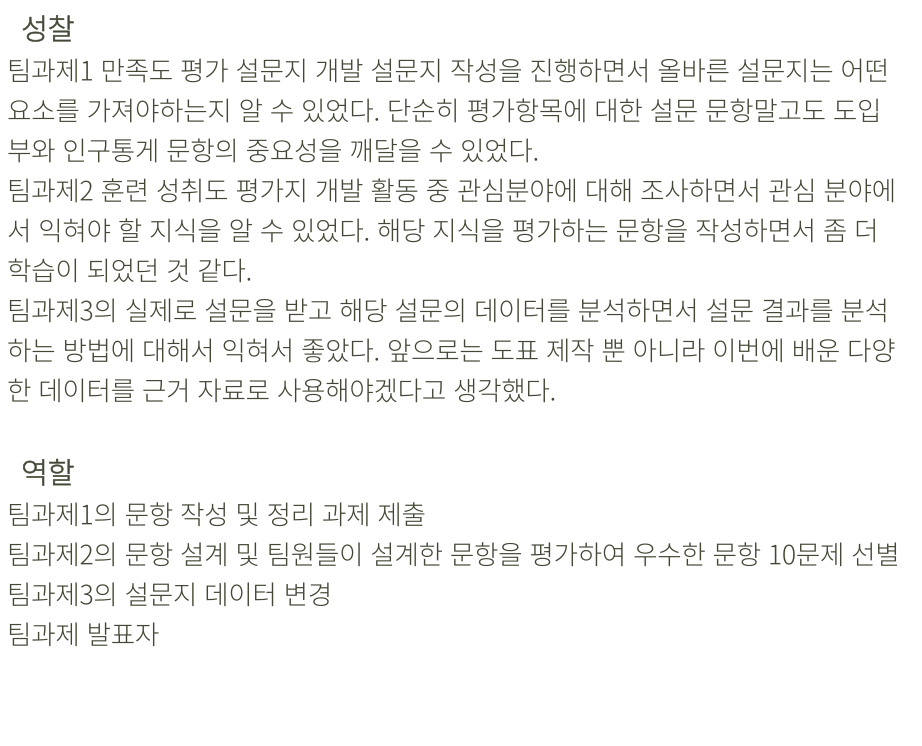 성찰
팀과제1 만족도 평가 설문지 개발 설문지 작성을 진행하면서 올바른 설문지는 어떤
요소를 가져야하는지 알 수 있었다. 단순히 평가항목에 대한 설문 문항말고도 도입
부와 인구통게 문항의 중요성을 깨달을 수 있었다.
팀과제2 훈련 성취도 평가지 개발 활동 중 관심분야에 대해 조사하면서 관심 분야에
서 익혀야 할 지식을 알 수 있었다. 해당 지식을 평가하는 문항을 작성하면서 좀 더
학습이 되었던 것 같다.
팀과제3의 실제로 설문을 받고 해당 설문의 데이터를 분석하면서 설문 결과를 분석
하는 방법에 대해서 익혀서 좋았다. 앞으로는 도표 제작 뿐 아니라 이번에 배운 다양
한 데이터를 근거 자료로 사용해야겠다고 생각했다.
역할
팀과제1의 문항 작성 및 정리 과제 제출
팀과제2의 문항 설계 및 팀원들이 설계한 문항을 평가하여 우수한 문항 10문제 선별
팀과제3의 설문지 데이터 변경
팀과제 발표자